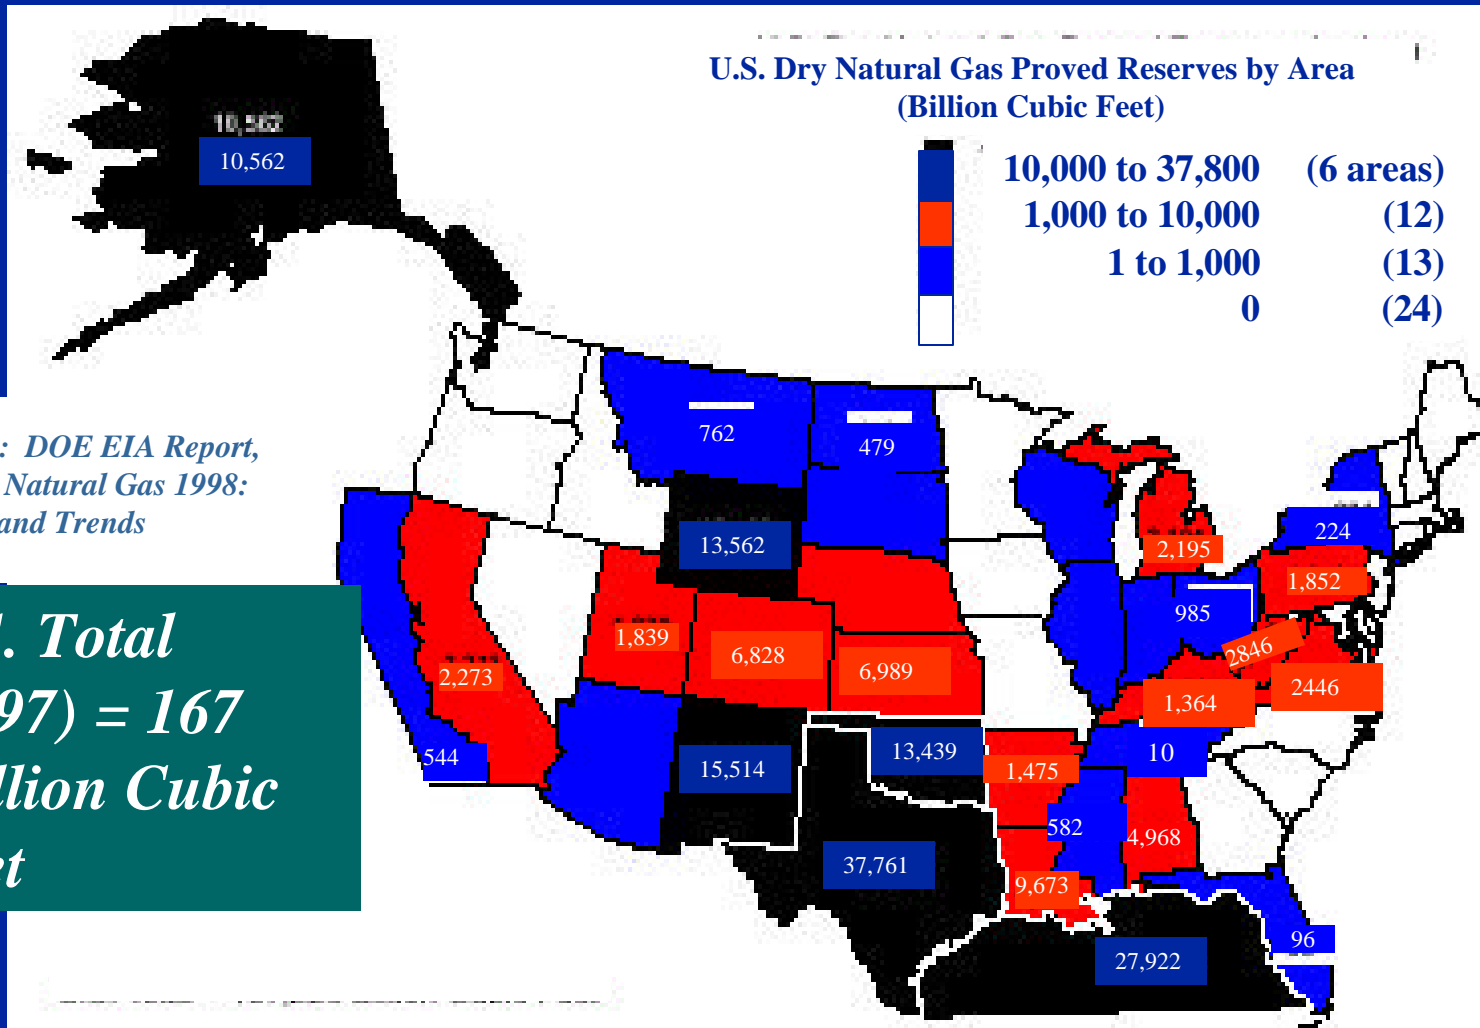 U.S. Dry Natural Gas Proved Reserves by Area
(Billion Cubic Feet)
10,000 to 37,800 (6 areas)
1,000 to 10,000 (12)
1 to 1,000 (13)
0 (24)
10,562
10,562
: DOE EIA Report,
Natural Gas 1998:
and Trends
. Total
97) = 167
llion Cubic
et
762
479
13,562
2,195
224
1,852
985
1,839
6,828
6,989
2846
2,273
2446
1,364
544
15,514
13,439
1,475
10
582
4,968
37,761
9,673
27,922
96